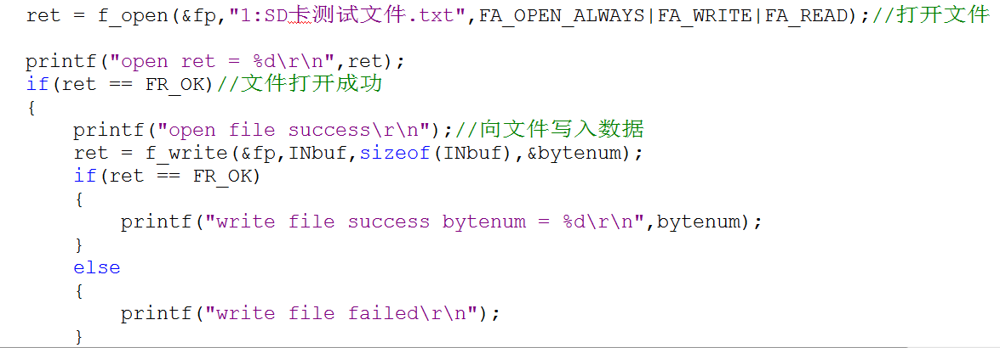 ret = f_open(&fp,"1:SD卡测试文件.txt",FA_OPEN_ALWAYS|FA_WRITE|FA_READ);//打开文件
printf("open ret = %d\r\n",ret);
if(ret == FR_OK)//文件打开成功
{
printf("open file success\r\n");//向文件写入数据
ret = f_write(&fp,INbuf,sizeof(INbuf),&bytenum);
if(ret == FR_OK)
{
printf("write file success bytenum = %d\r\n",bytenum);
}
else
{
printf("write file failed\r\n");
}